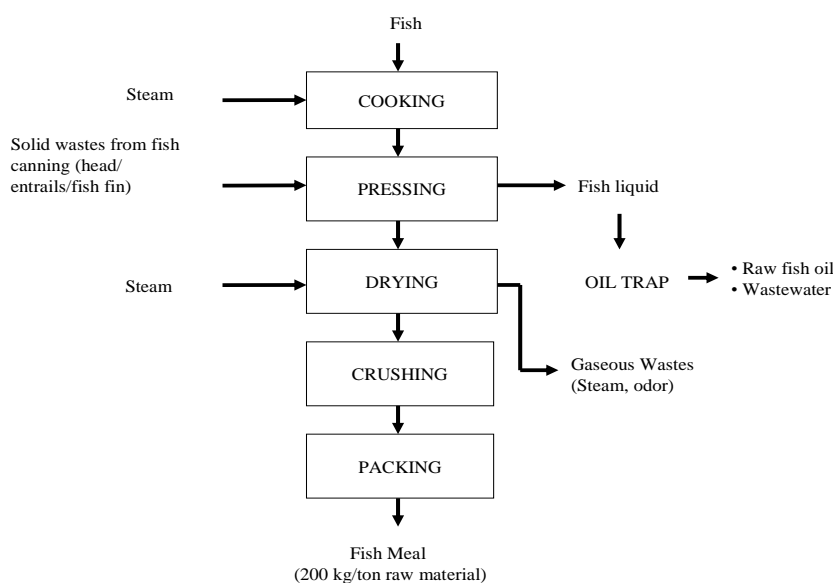 Fish
Steam
COOKING
Solid wastes from fish
canning (head/
entrails/fish fin)
PRESSING
Fish liquid
Steam
DRYING
OIL TRAP
• Raw fish oil
• Wastewater
CRUSHING
Gaseous Wastes
(Steam, odor)
PACKING
Fish Meal
(200 kg/ton raw material)